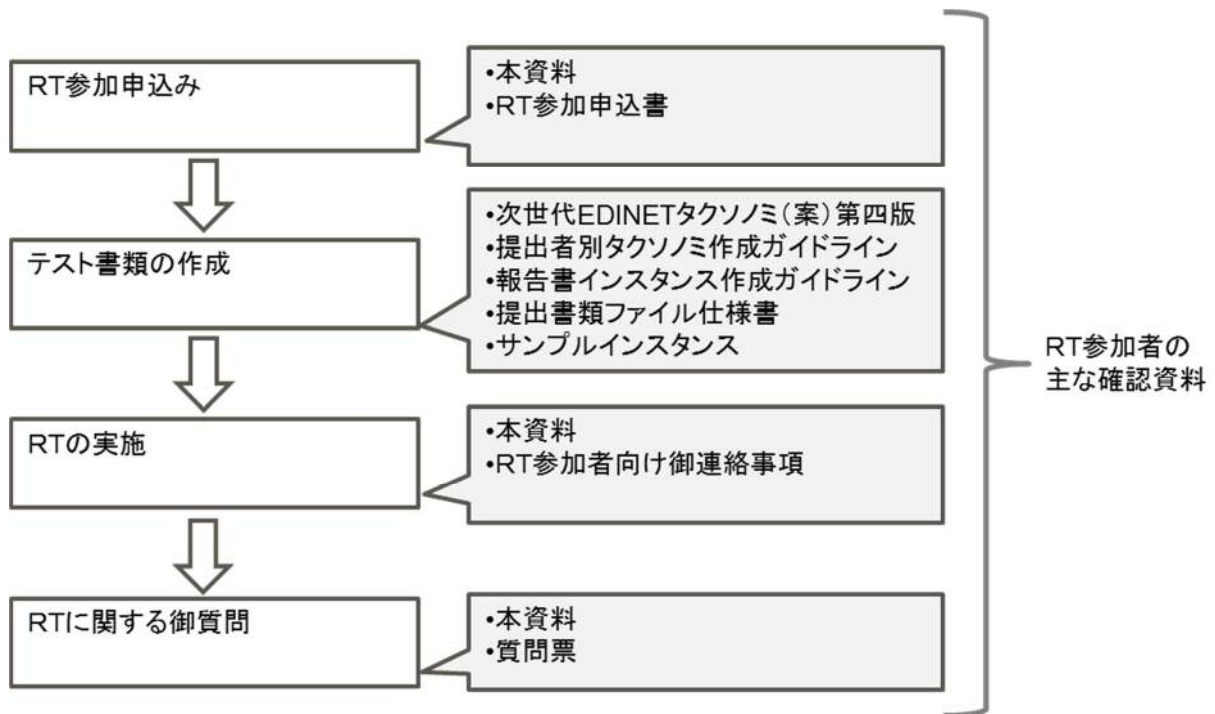 RT参加申込み
・本資料
・RT参加申込書
テスト書類の作成
・次世代EDINETタクソノミ(案)第四版
・提出者別タクソノミ作成ガイドライン
・報告書インスタンス作成ガイドライン
・提出書類ファイル仕様書
・サンプルインスタンス
RTの実施
・本資料
・RT参加者向け御連絡事項
RTに関する御質問
・本資料
・質問票
RT参加者の
主な確認資料